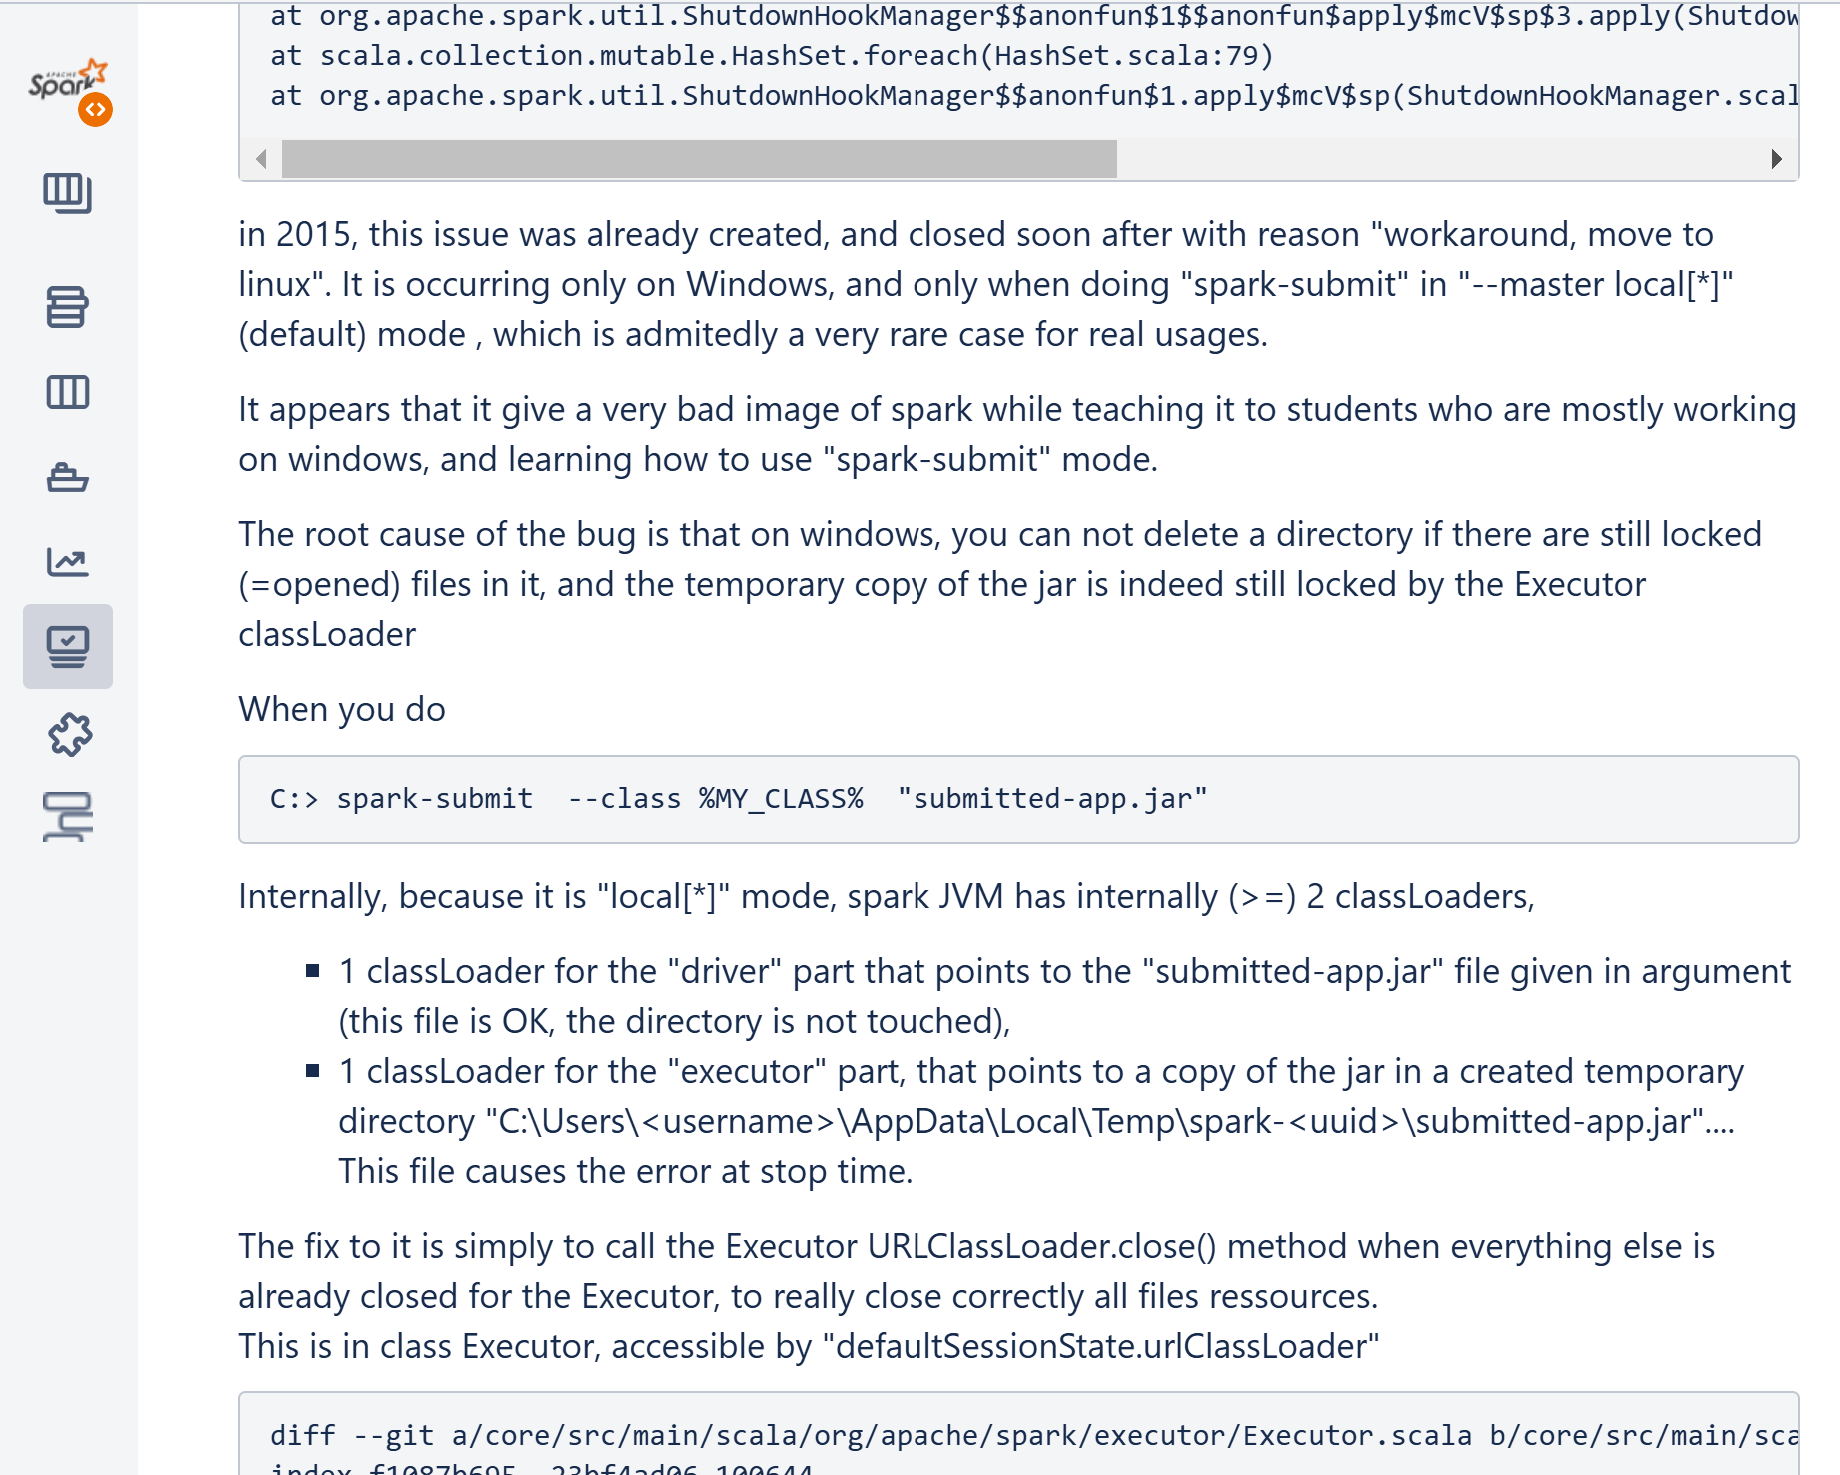 at org.apache.spark.util.ShutdownHookManager$$anonfun$1$$anonfun$apply$mcV$sp$3.apply(Shutdow
at scala.collection.mutable.HashSet.foreach(HashSet.scala:79)
at org.apache.spark.util.ShutdownHookManager$$anonfun$1.apply$mcV$sp(ShutdownHookManager.scal
APACHE
Spark
in 2015, this issue was already created, and closed soon after with reason "workaround, move to
linux". It is occurring only on Windows, and only when doing "spark-submit" in "--master local[*]"
(default) mode , which is admitedly a very rare case for real usages.
It appears that it give a very bad image of spark while teaching it to students who are mostly working
on windows, and learning how to use "spark-submit" mode.
The root cause of the bug is that on windows, you can not delete a directory if there are still locked
(=opened) files in it, and the temporary copy of the jar is indeed still locked by the Executor
classLoader
When you do
C:> spark-submit  --class %MY_CLASS%  "submitted-app.jar"
Internally, because it is "local[*]" mode, spark JVM has internally (>=) 2 classLoaders,
▪ 1 classLoader for the "driver" part that points to the "submitted-app.jar" file given in argument
(this file is OK, the directory is not touched),
▪ 1 classLoader for the "executor" part, that points to a copy of the jar in a created temporary
directory "C:\Users\<username>\AppData\Local\Temp\spark-<uuid>\submitted-app.jar"....
This file causes the error at stop time.
The fix to it is simply to call the Executor URLClassLoader.close() method when everything else is
already closed for the Executor, to really close correctly all files ressources.
This is in class Executor, accessible by "defaultSessionState.urlClassLoader"
diff --git a/core/src/main/scala/org/apache/spark/executor/Executor.scala b/core/src/main/sca
index